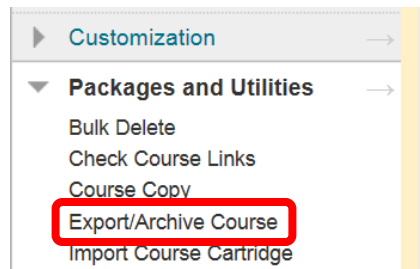 Customization
Packages and Utilities
Bulk Delete
Check Course Links
Course Copy
Export/Archive Course
Import Course Cartridge